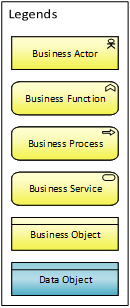 Legends
Business Actor
Business Function
Business Process
Business Service
Business Object
Data Object